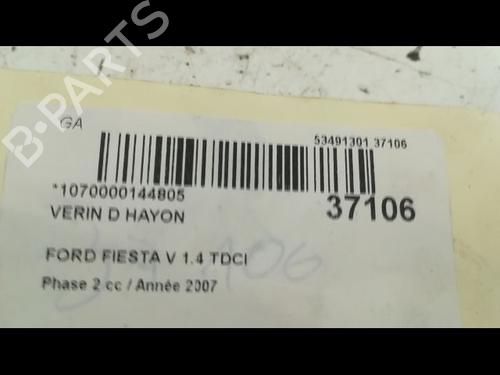 GA
53491301 37106
*1070000144805
37106
VERIN D HAYON
FORD FIESTA V 1.4 TDCI
Phase 2 cc / Année 2007
B-PARTS